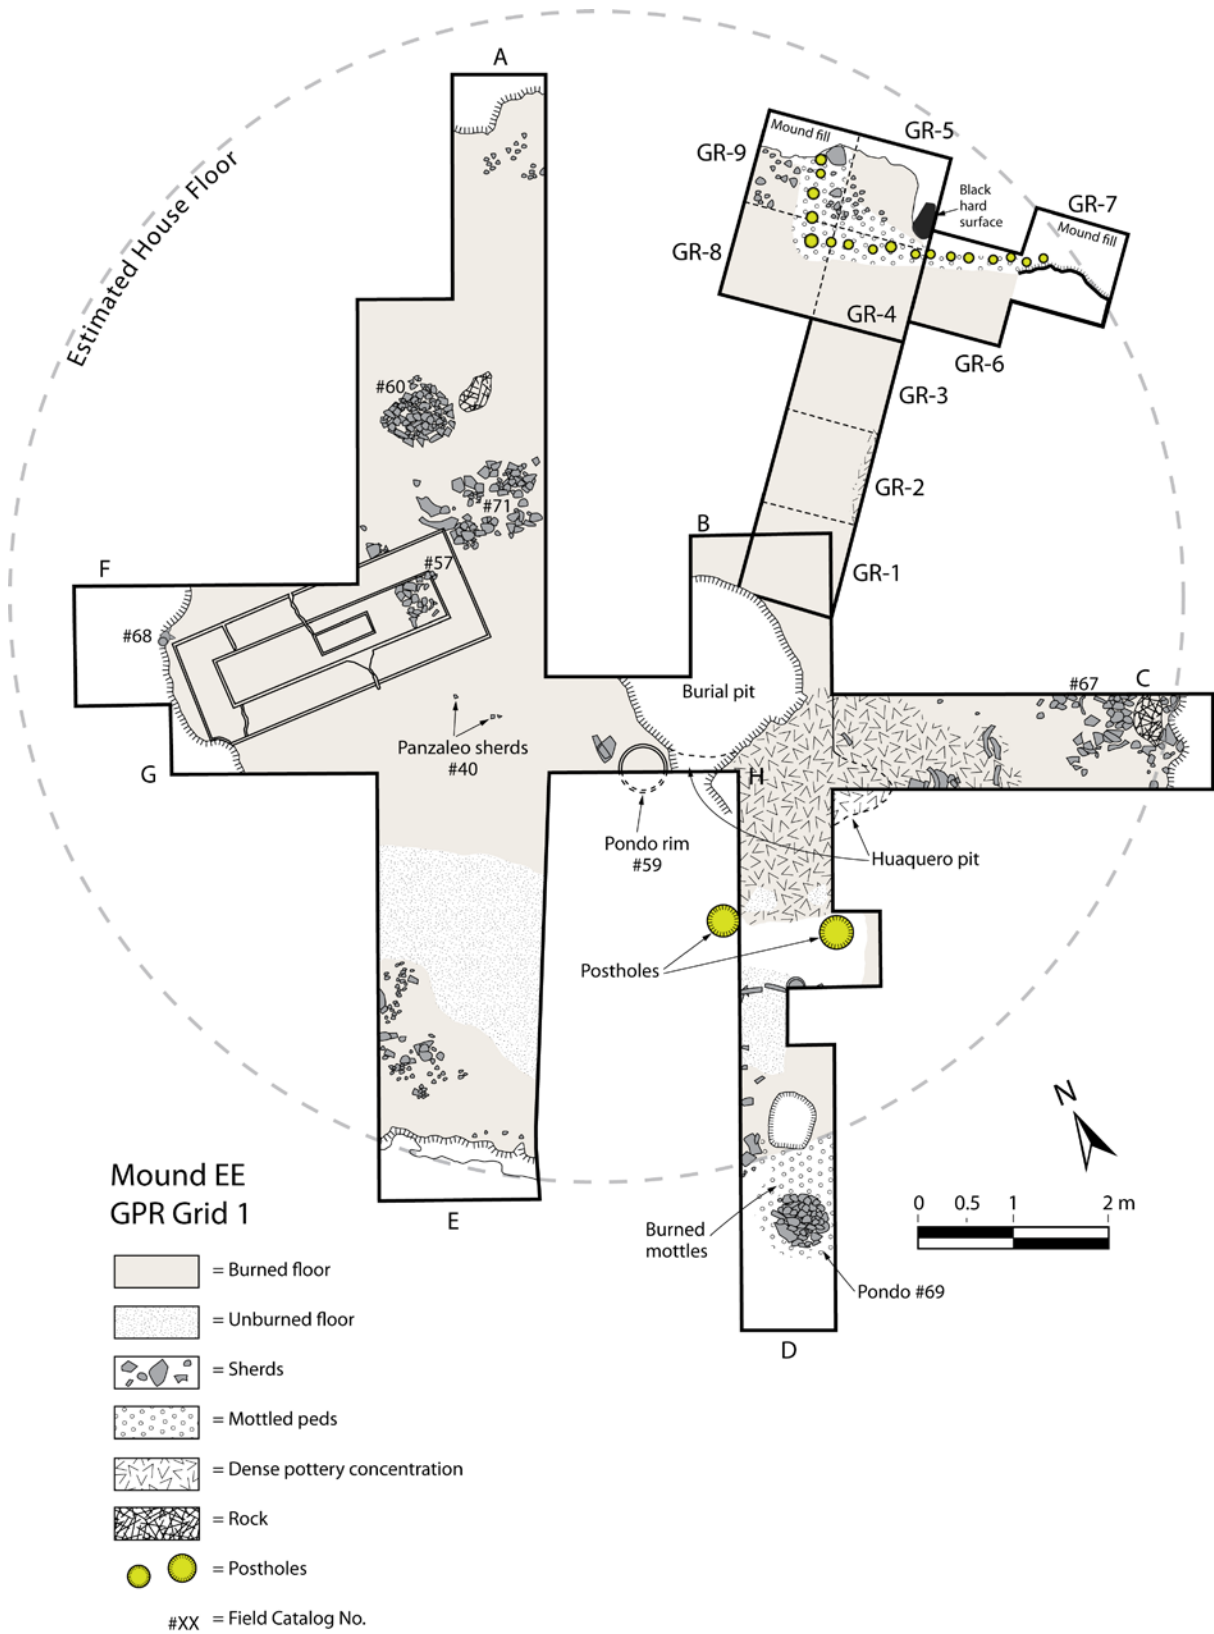 A
Estimated House Floor
Mound fill
GR-5
GR-9
Black
hard
surface
GR-7
Mound fill
GR-8
GR-4
GR-6
GR-3
#60
#71
GR-2
B
#57
F
GR-1
#68
Burial pit
#67
C
Panzaleo sherds
#40
G
H
Pondo rim
#59
Huaquero pit
Postholes
N
Mound EE
GPR Grid 1
E
0 0.5 1 2 m
Burned
mottles
Pondo #69
D
= Burned floor
= Unburned floor
= Sherds
= Mottled peds
= Dense pottery concentration
= Rock
= Postholes
#XX = Field Catalog No.